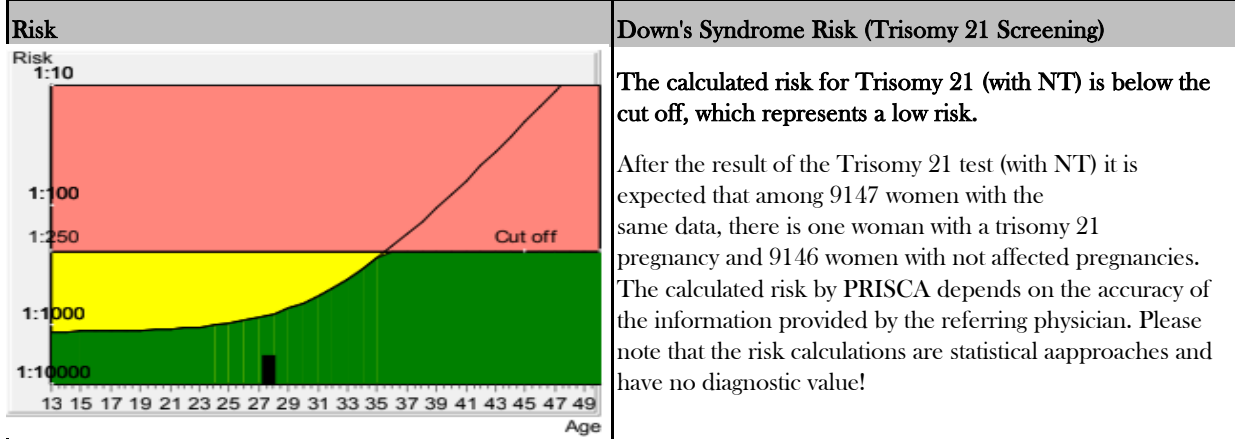 Risk
Down's Syndrome Risk (Trisomy 21 Screening)
Risk
1:10
1:100
1:250
Cut off
1:1000
1:10000
13 15 17 19 21 23 25 27 29 31 33 35 37 39 41 43 45 47 49
Age
The calculated risk for Trisomy 21 (with NT) is below the
cut off, which represents a low risk.
After the result of the Trisomy 21 test (with NT) it is
expected that among 9147 women with the
same data, there is one woman with a trisomy 21
pregnancy and 9146 women with not affected pregnancies.
The calculated risk by PRISCA depends on the accuracy of
the information provided by the referring physician. Please
note that the risk calculations are statistical aapproaches and
have no diagnostic value!